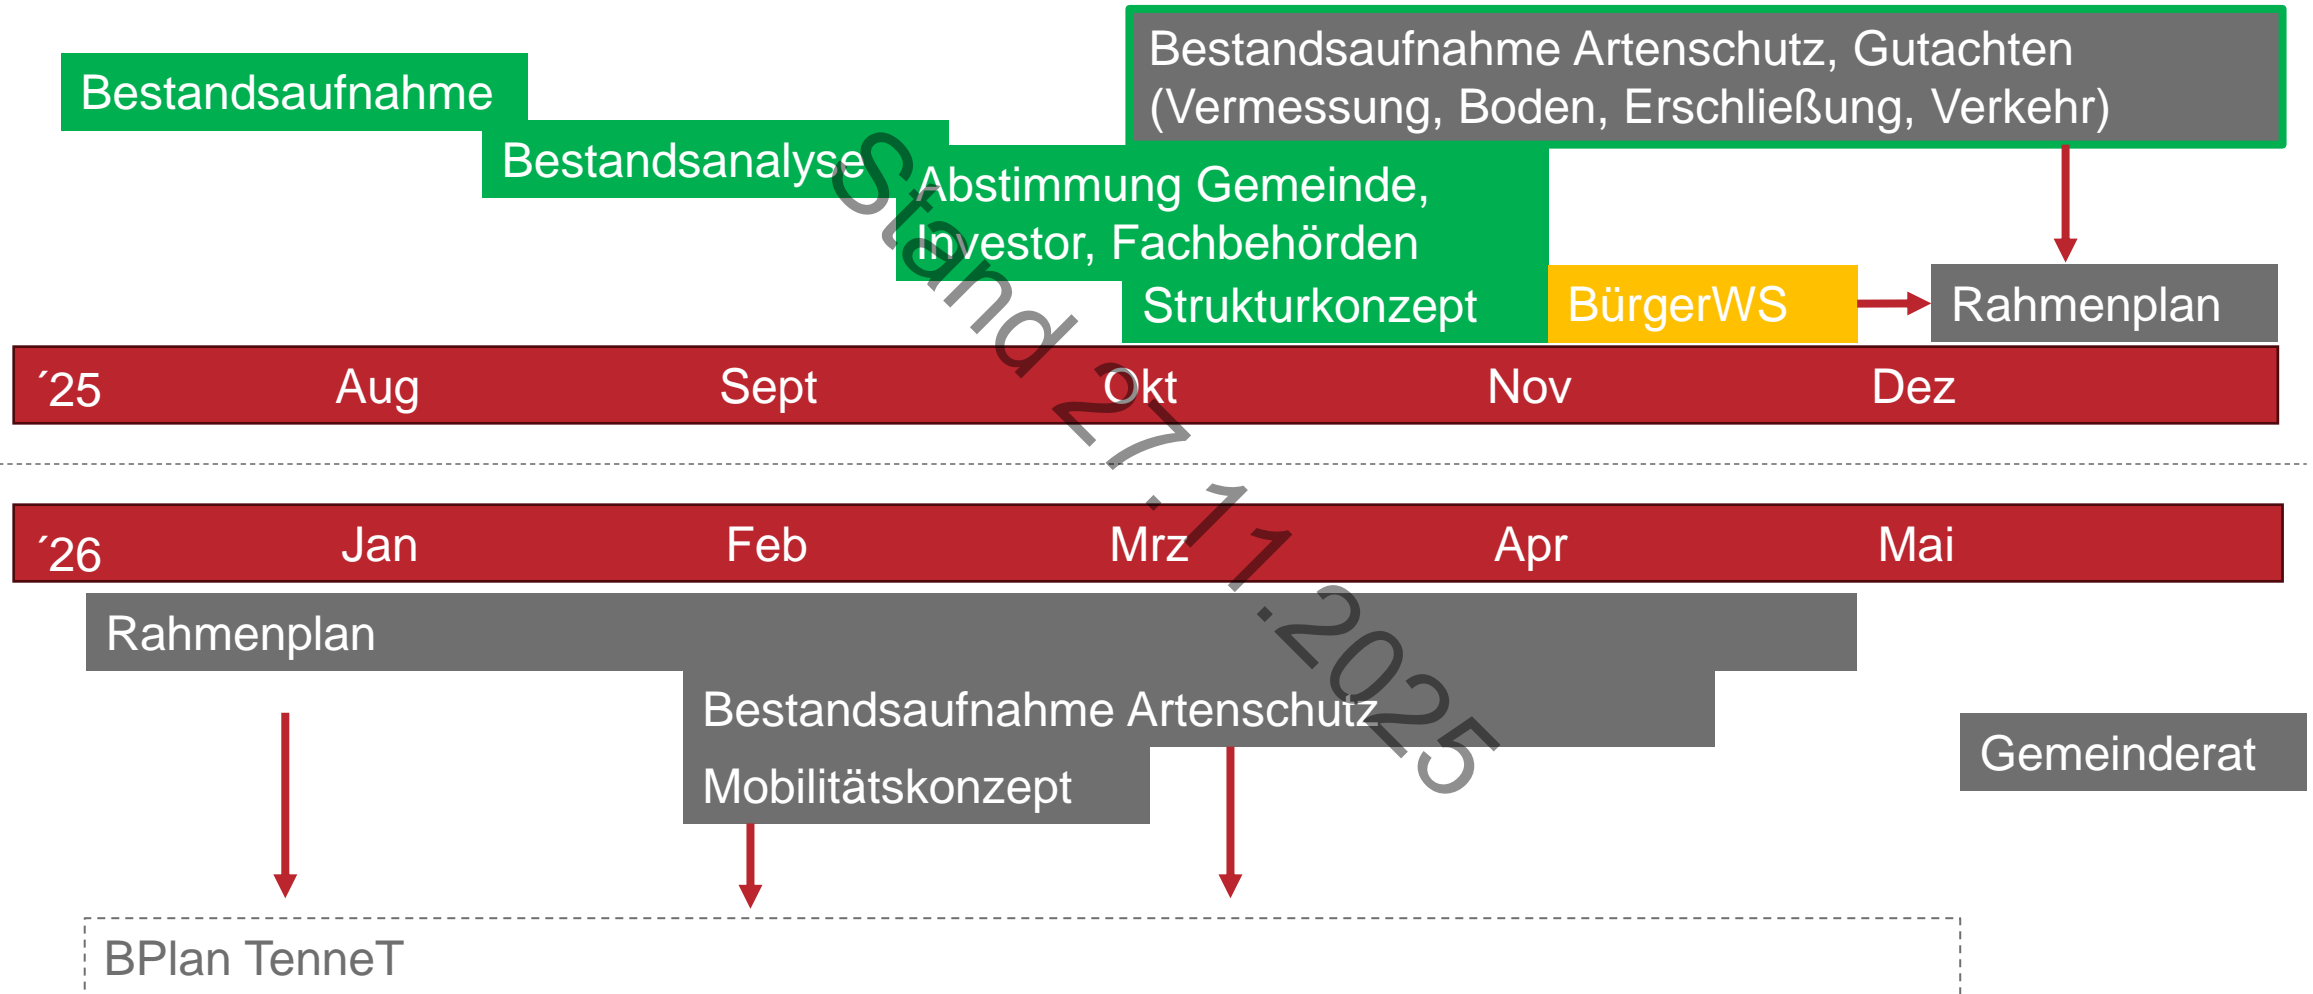 Bestandsaufnahme
Bestandsanalyse
Bestandsaufnahme Artenschutz, Gutachten
(Vermessung, Boden, Erschließung, Verkehr)
Abstimmung Gemeinde,
Investor, Fachbehörden
Strukturkonzept
BürgerWS
Rahmenplan
´25 Aug Sept Okt Nov Dez
Stand 27.11.2025
´26 Jan Feb Mrz Apr Mai
Rahmenplan
Bestandsaufnahme Artenschutz
Mobilitätskonzept
Gemeinderat
BPlan TenneT